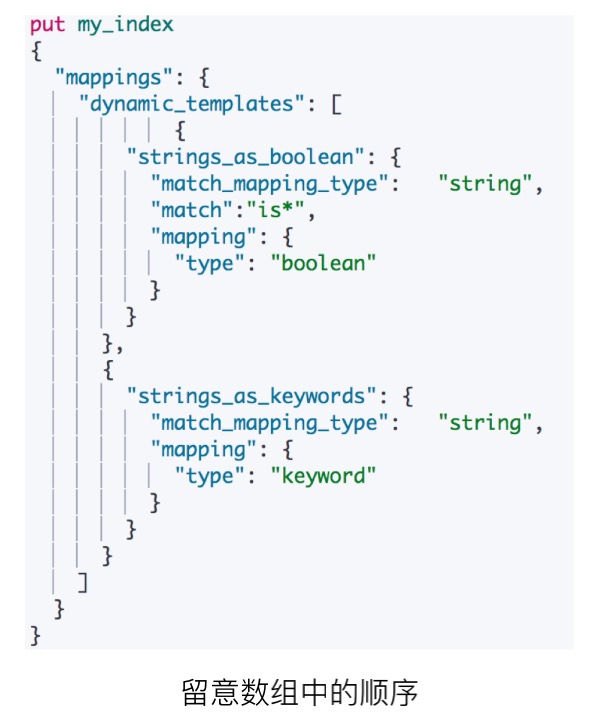 put my_index
{
"mappings": {
"dynamic_templates": [
{
"strings_as_boolean": {
"match_mapping_type": "string",
"match":"is*",
"mapping": {
"type": "boolean"
}
}
},
{
"strings_as_keywords": {
"match_mapping_type": "string",
"mapping": {
"type": "keyword"
}
}
}
]
}
}
留意数组中的顺序